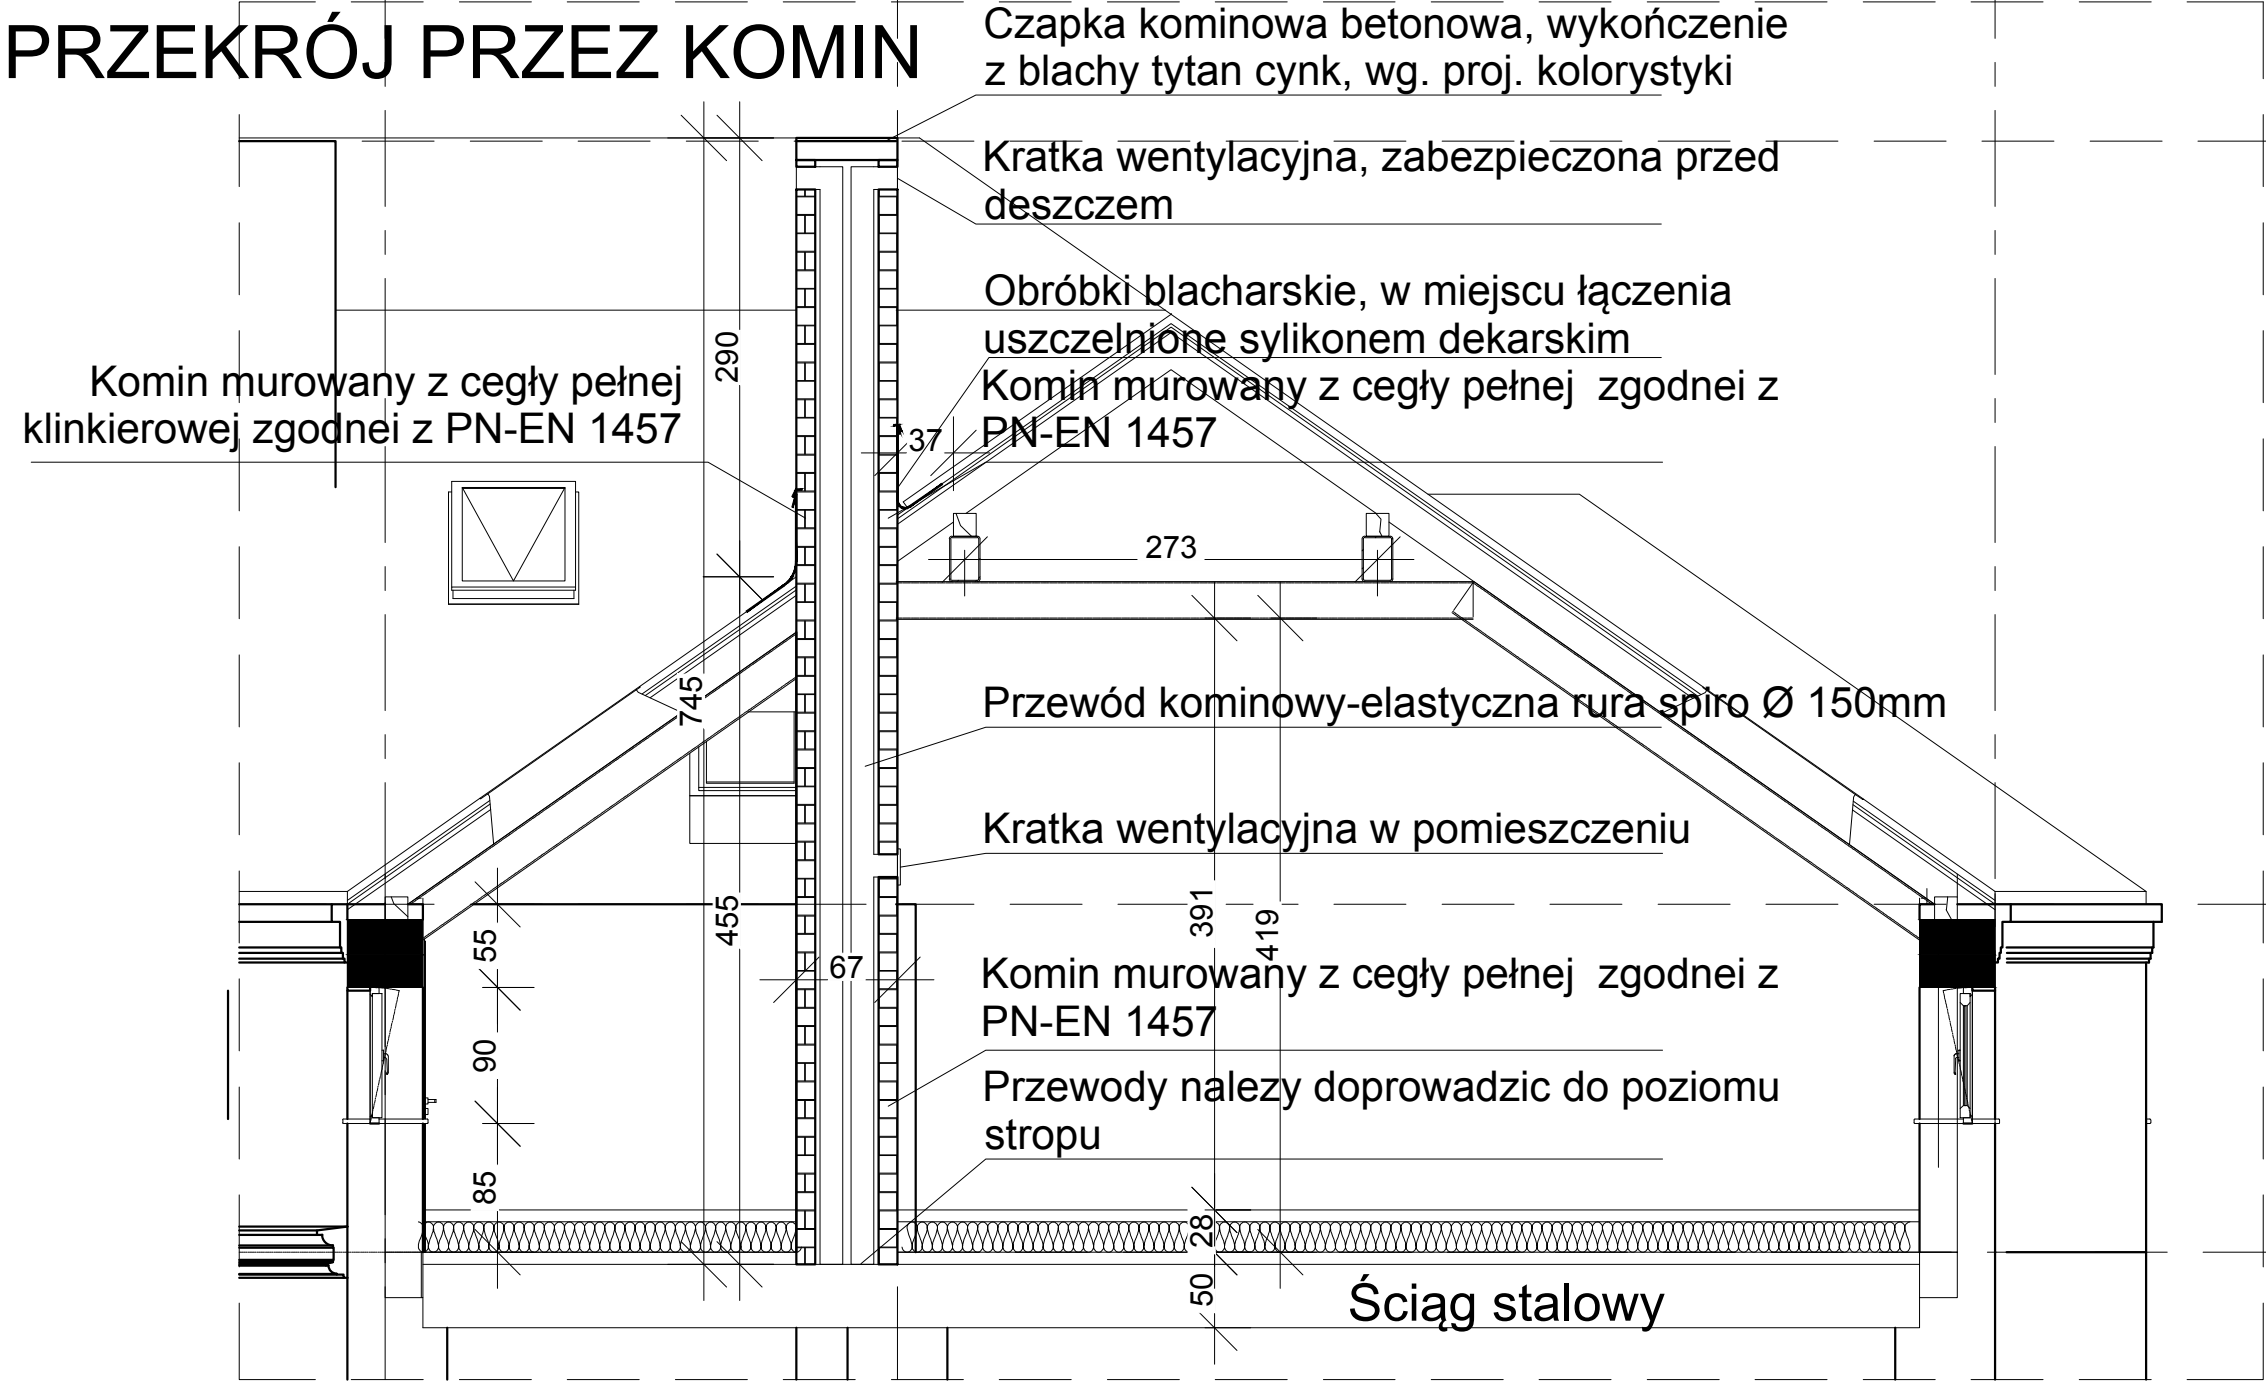 PRZEKRÓJ PRZEZ KOMIN
Czapka kominowa betonowa, wykończenie
z blachy tytan cynk, wg. proj. kolorystyki
Kratka wentylacyjna, zabezpieczona przed
deszczem
Obróbki blacharskie, w miejscu łączenia
uszczelnione sylikonem dekarskim
Komin murowany z cegły pełnej
klinkierowej zgodnei z PN-EN 1457
Komin murowany z cegły pełnej zgodnei z
PN-EN 1457
290
37
273
745
Przewód kominowy-elastyczna rura spiro Ø 150mm
Kratka wentylacyjna w pomieszczeniu
455
391
419
55
67
Komin murowany z cegły pełnej zgodnei z
PN-EN 1457
90
Przewody nalezy doprowadzic do poziomu
stropu
85
28
50
Ściąg stalowy